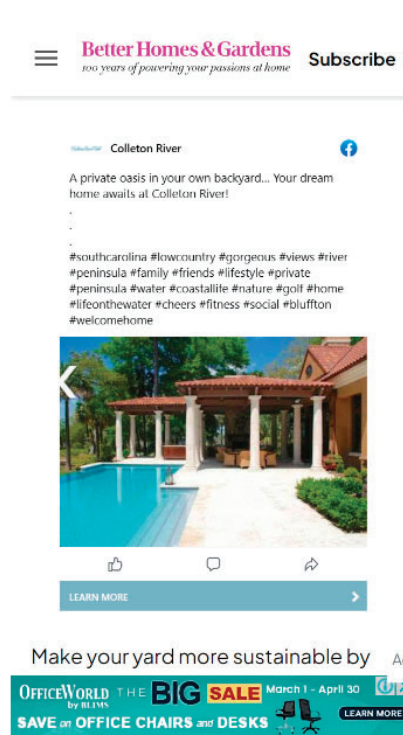 Better Homes & Gardens
100 years of powering your passions at home
Subscribe
Colleton River
A private oasis in your own backyard... Your dream
home awaits at Colleton River!
.
.
.
#southcarolina #lowcountry #gorgeous #views #river
#peninsula #family #friends #lifestyle #private
#peninsula #water #coastallife #nature #golf #home
#lifeonthewater #cheers #fitness #social #bluffton
#welcomehome
LEARN MORE
Make your yard more sustainable by
OFFICEWORLD THE BIG SALE March 1 - April 30
by BLIMS
SAVE on OFFICE CHAIRS and DESKS
LEARN MORE